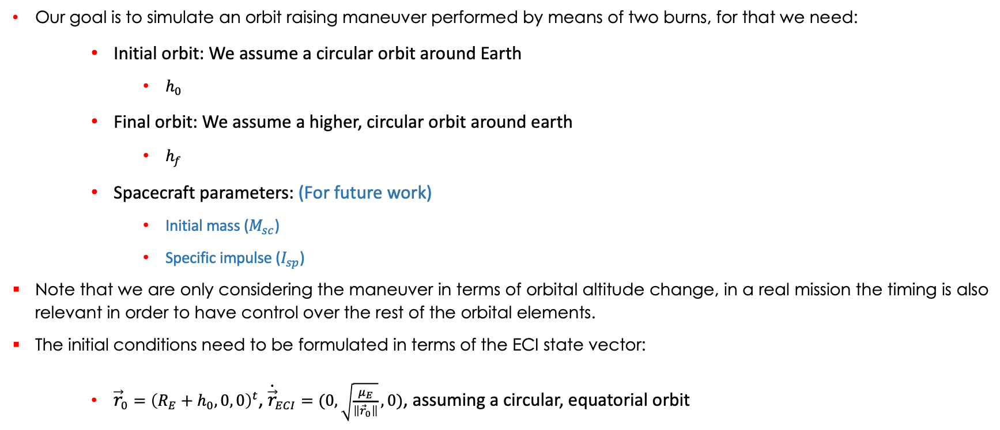 • Our goal is to simulate an orbit raising maneuver performed by means of two burns, for that we need:
• Initial orbit: We assume a circular orbit around Earth
• $h_0$
• Final orbit: We assume a higher, circular orbit around earth
• $h_f$
• Spacecraft parameters: (For future work)
• Initial mass ($M_{sc}$)
• Specific impulse ($I_{sp}$)
▪ Note that we are only considering the maneuver in terms of orbital altitude change, in a real mission the timing is also
relevant in order to have control over the rest of the orbital elements.
▪ The initial conditions need to be formulated in terms of the ECI state vector:
• $\vec{r}_0 = (R_E + h_0, 0, 0)^t, \dot{\vec{r}}_{ECI} = (0, \sqrt{\frac{\mu_E}{\|\vec{r}_0\|}}, 0)$, assuming a circular, equatorial orbit